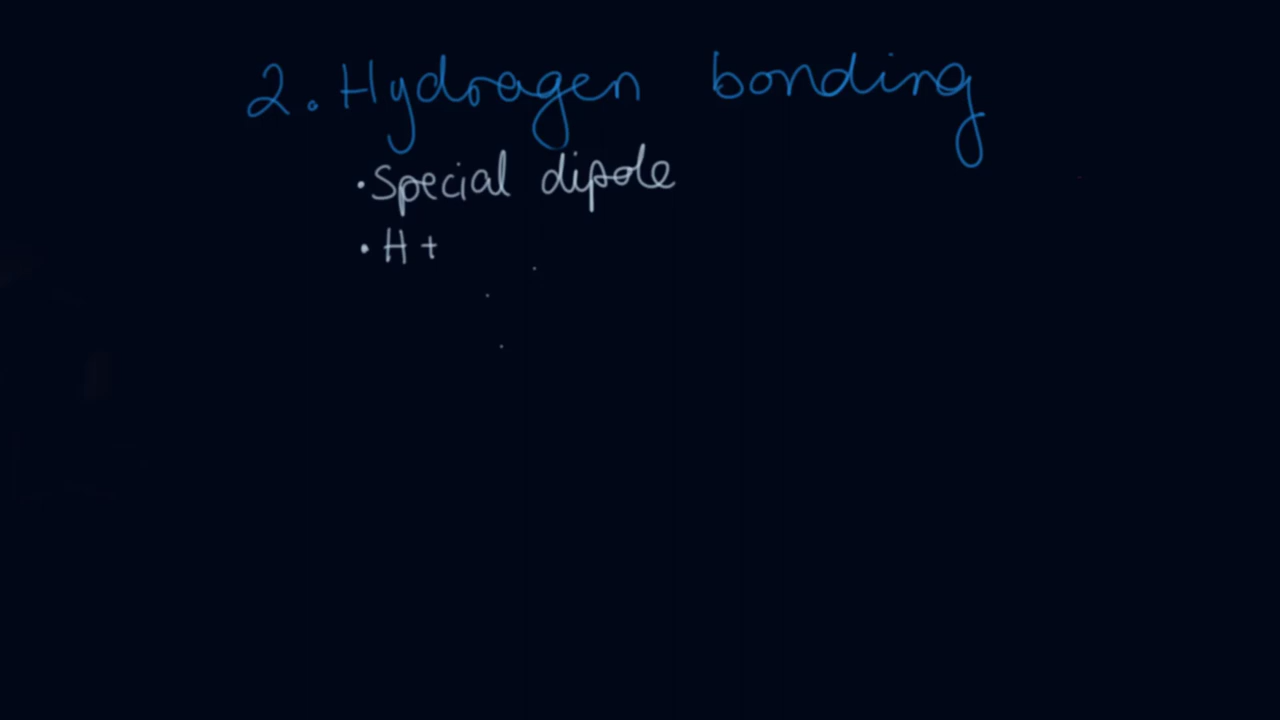 2. Hydrogen bonding
• Special dipole
• H +